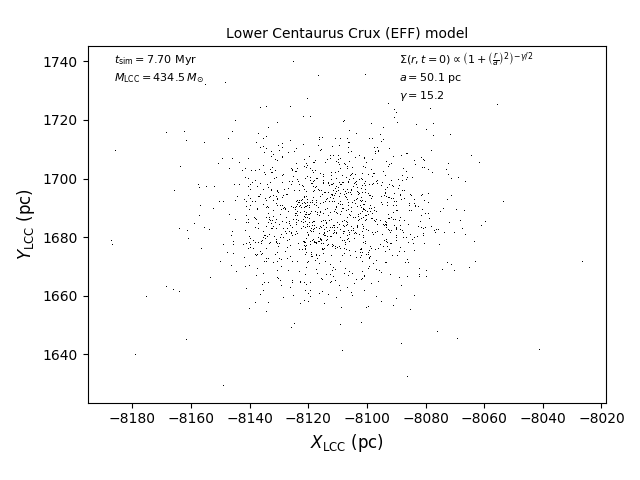 Lower Centaurus Crux (EFF) model
t_sim = 7.70 Myr
M_LCC = 434.5 M_⊙
Σ(r, t = 0) ∝ (1 + (r/a)²)^(−γ/2)
a = 50.1 pc
γ = 15.2
Y_LCC (pc)
1740
1720
1700
1680
1660
1640
−8180 −8160 −8140 −8120 −8100 −8080 −8060 −8040 −8020
X_LCC (pc)